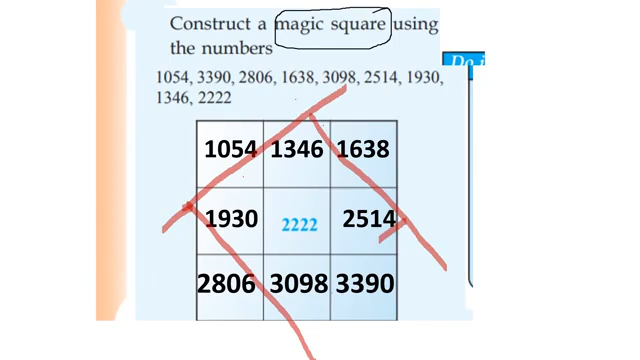 Construct a magic square using
the numbers
Do i
1054, 3390, 2806, 1638, 3098, 2514, 1930,
1346, 2222
1054 1346 1638
1930 2222 2514
2806 3098 3390